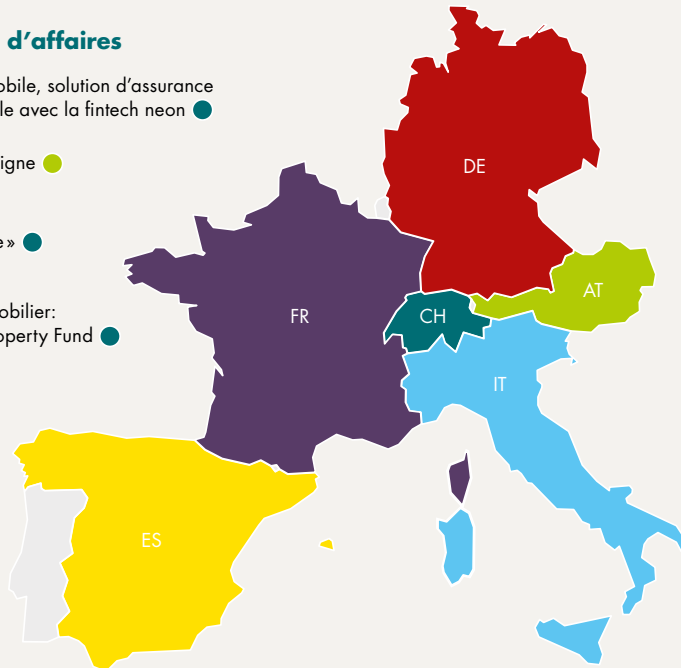 d’affaires
obile, solution d’assurance
le avec la fintech neon
igne
e»
obilier:
operty Fund
DE
AT
FR
CH
IT
ES